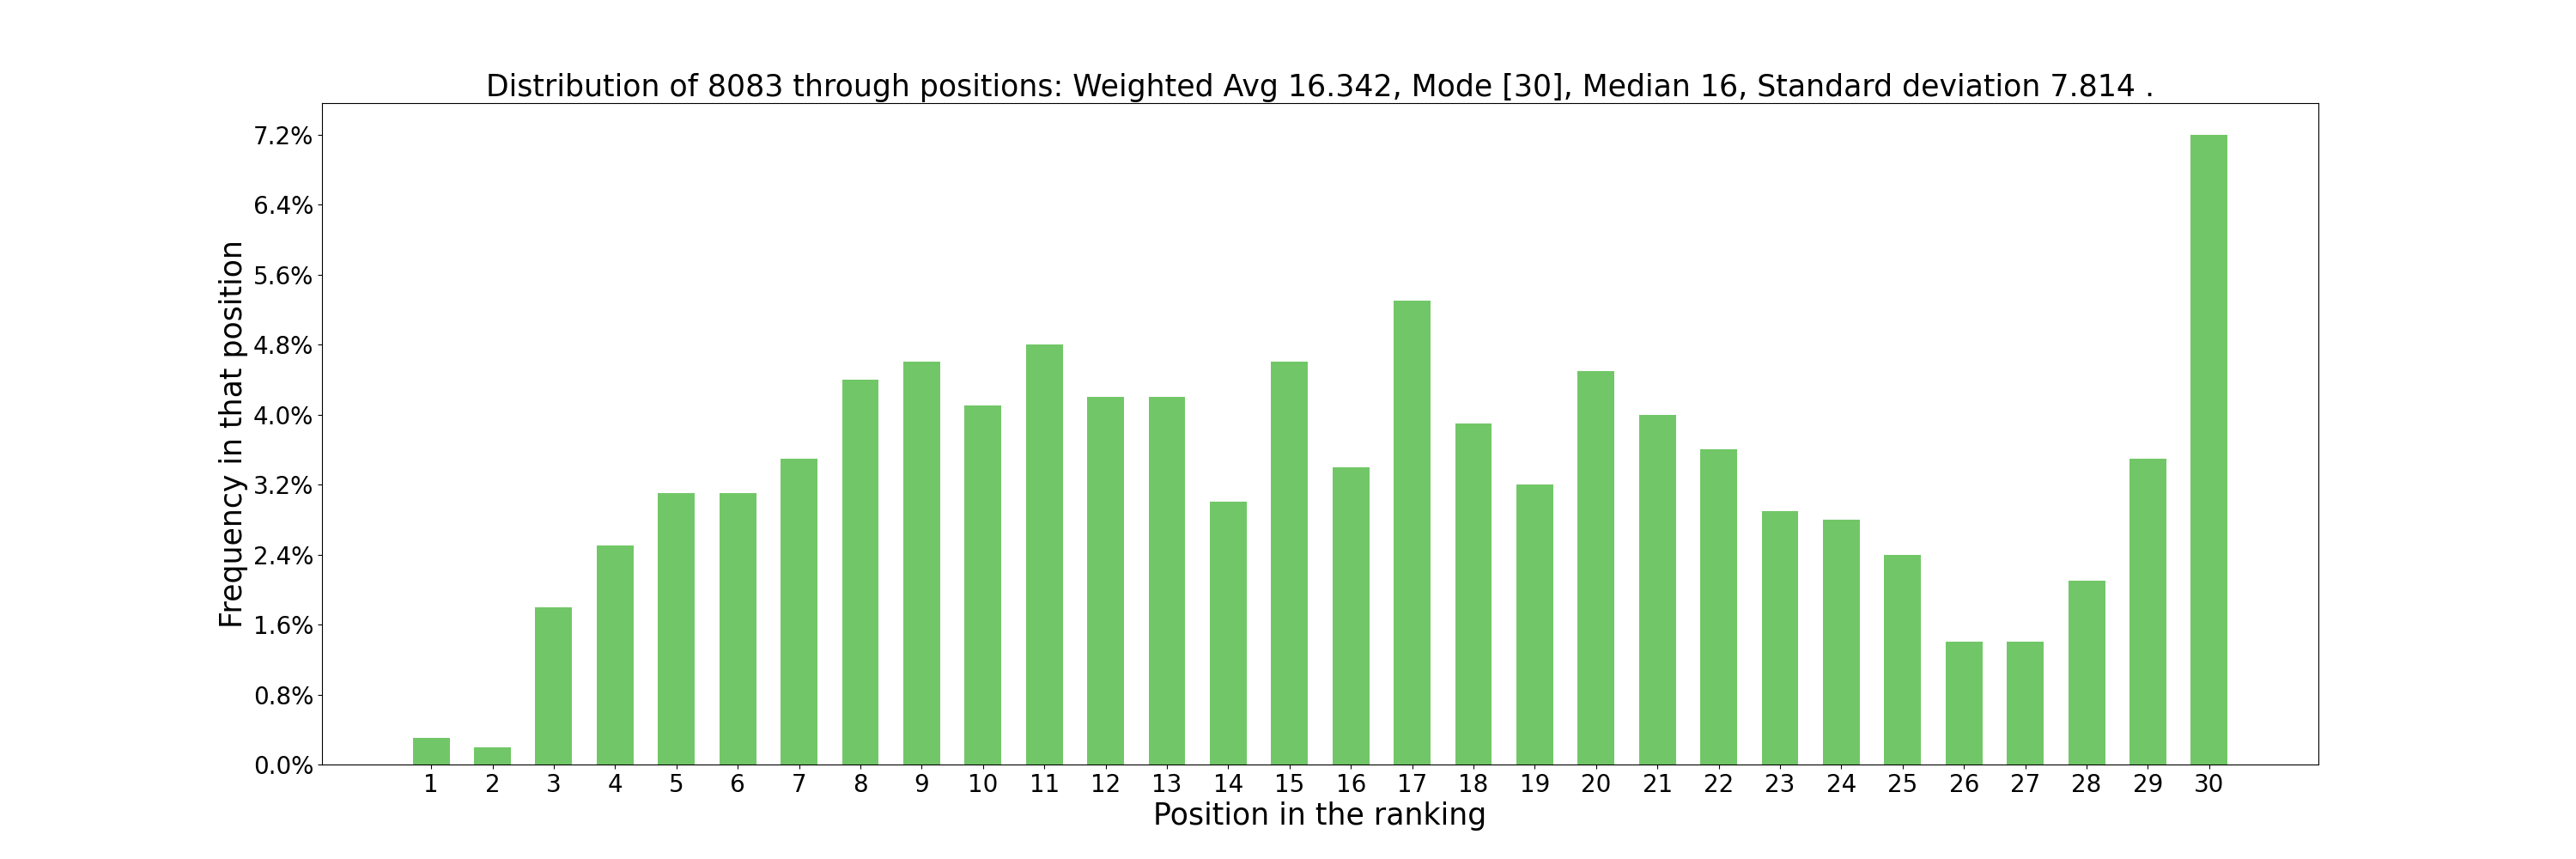 Distribution of 8083 through positions: Weighted Avg 16.342, Mode [30], Median 16, Standard deviation 7.814 .
Frequency in that position
7.2%
6.4%
5.6%
4.8%
4.0%
3.2%
2.4%
1.6%
0.8%
0.0%
1 2 3 4 5 6 7 8 9 10 11 12 13 14 15 16 17 18 19 20 21 22 23 24 25 26 27 28 29 30
Position in the ranking